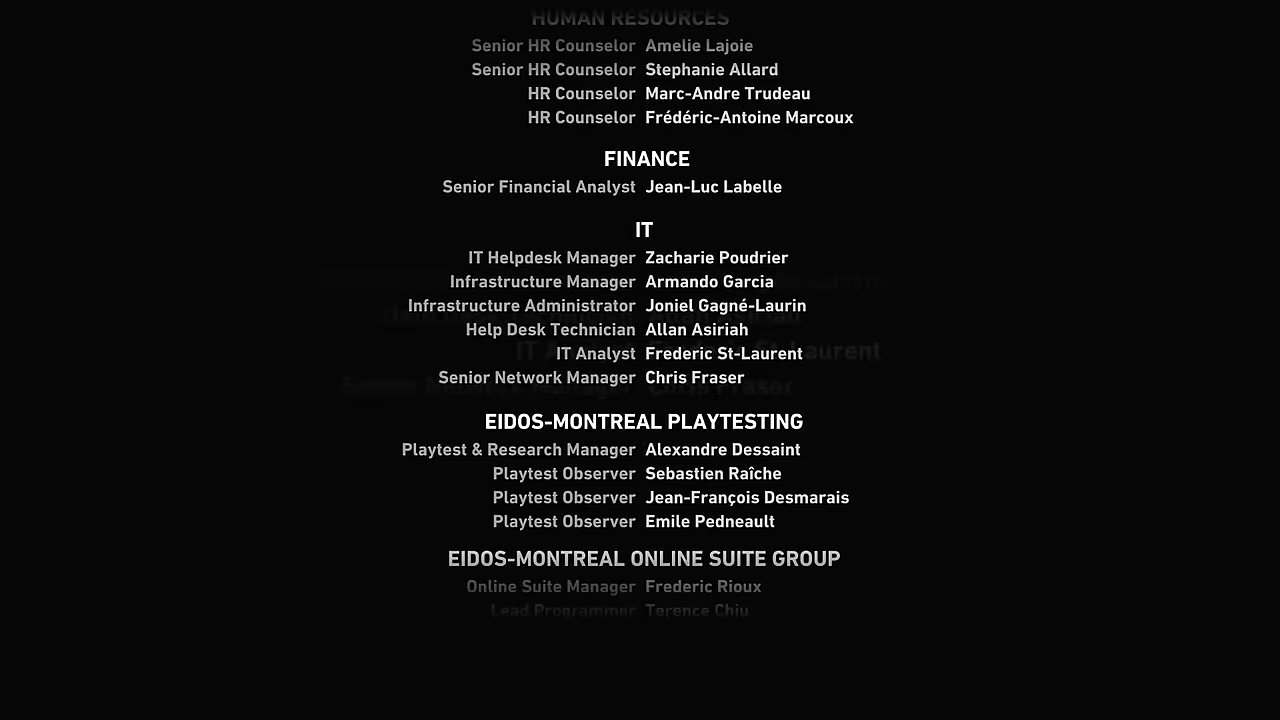 HUMAN RESOURCES
Senior HR Counselor Amelie Lajoie
Senior HR Counselor Stephanie Allard
HR Counselor Marc-Andre Trudeau
HR Counselor Frédéric-Antoine Marcoux
FINANCE
Senior Financial Analyst Jean-Luc Labelle
IT
IT Helpdesk Manager Zacharie Poudrier
Infrastructure Manager Armando Garcia
Infrastructure Administrator Joniel Gagné-Laurin
Help Desk Technician Allan Asiriah
IT Analyst Frederic St-Laurent
Senior Network Manager Chris Fraser
EIDOS-MONTREAL PLAYTESTING
Playtest & Research Manager Alexandre Dessaint
Playtest Observer Sebastien Raîche
Playtest Observer Jean-François Desmarais
Playtest Observer Emile Pedneault
EIDOS-MONTREAL ONLINE SUITE GROUP
Online Suite Manager Frederic Rioux
Lead Programmer Terence Chiu